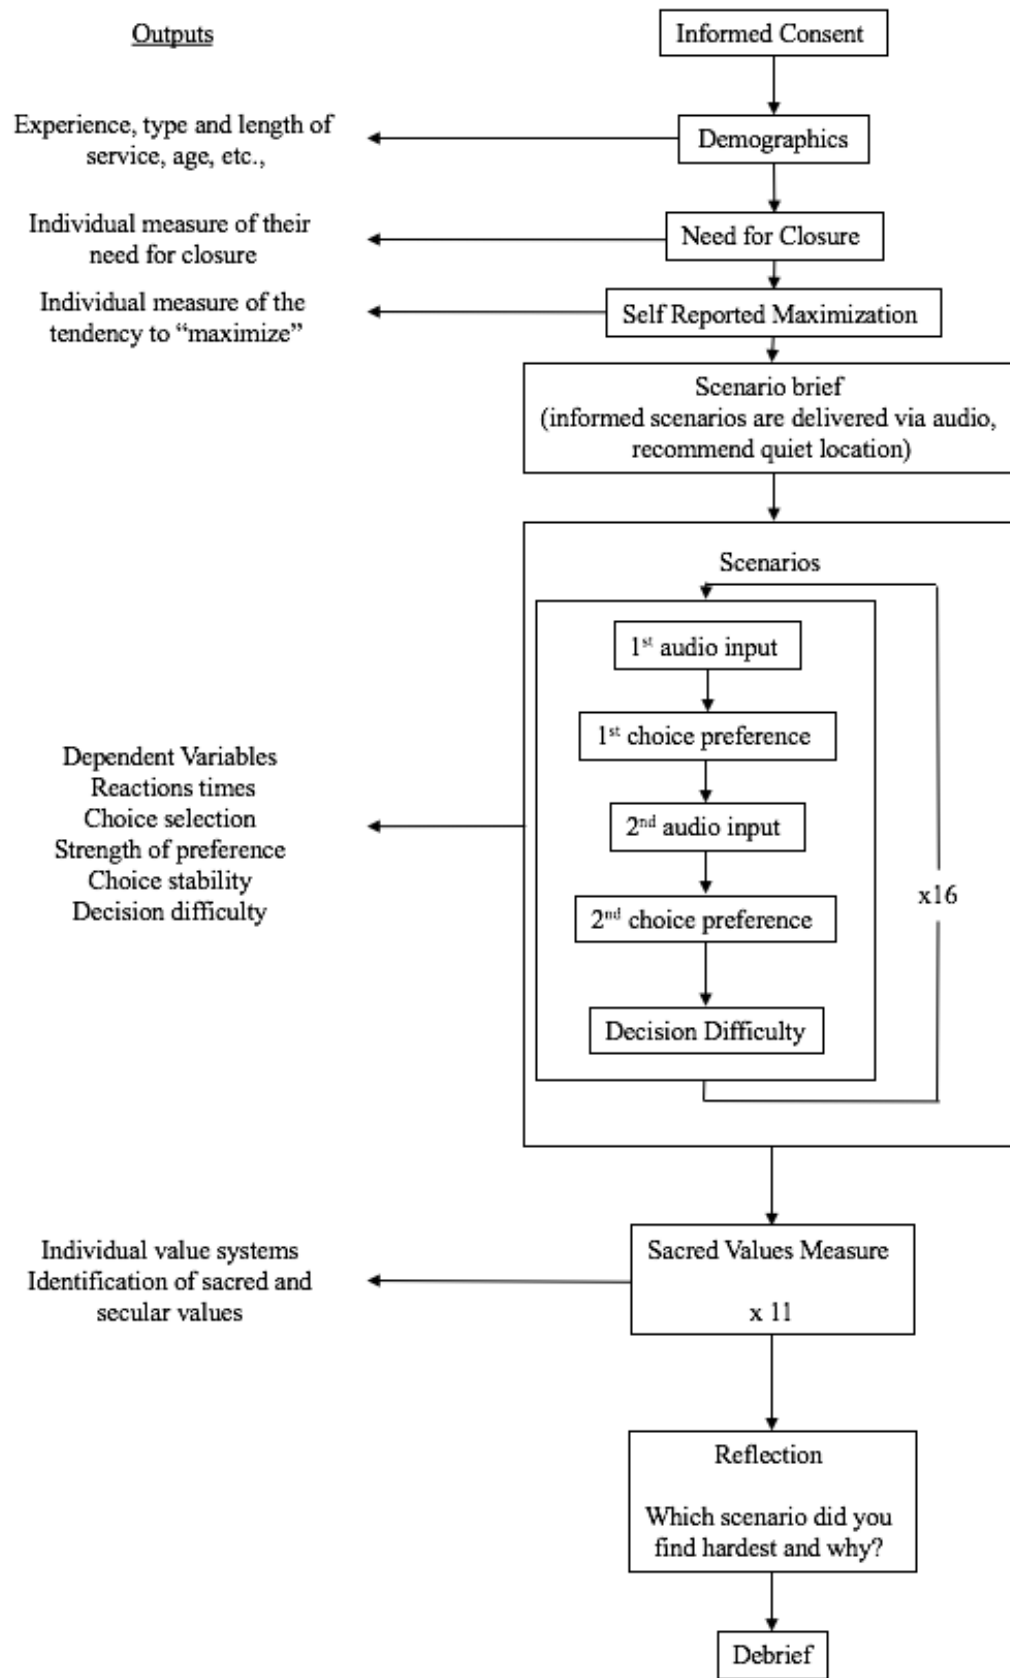 Outputs
Informed Consent
Experience, type and length of
service, age, etc.,
Demographics
Individual measure of their
need for closure
Need for Closure
Individual measure of the
tendency to “maximize”
Self Reported Maximization
Scenario brief
(informed scenarios are delivered via audio,
recommend quiet location)
Scenarios
1st audio input
1st choice preference
2nd audio input
2nd choice preference
Decision Difficulty
x16
Dependent Variables
Reactions times
Choice selection
Strength of preference
Choice stability
Decision difficulty
Individual value systems
Identification of sacred and
secular values
Sacred Values Measure
x 11
Reflection
Which scenario did you
find hardest and why?
Debrief